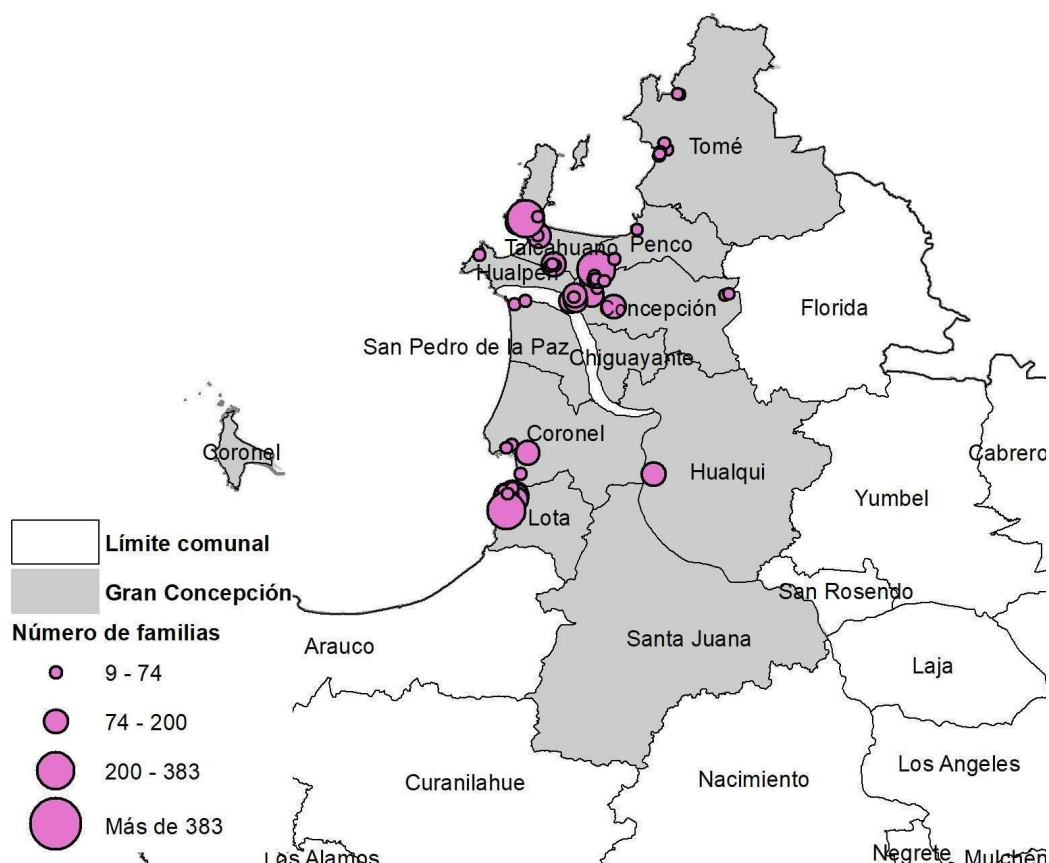 Tomé
Talcahuano
Penco
Hualpén
Concepción
Florida
San Pedro de la Paz
Chiguayante
Coronel
Coronel
Cabrero
Hualqui
Yumbel
Lota
Límite comunal
Gran Concepción
San Rosendo
Número de familias
Arauco
Santa Juana
Laja
9 - 74
74 - 200
200 - 383
Más de 383
Curanilahue
Nacimiento
Los Angeles
Los Alamos
Negrete
Mulchen